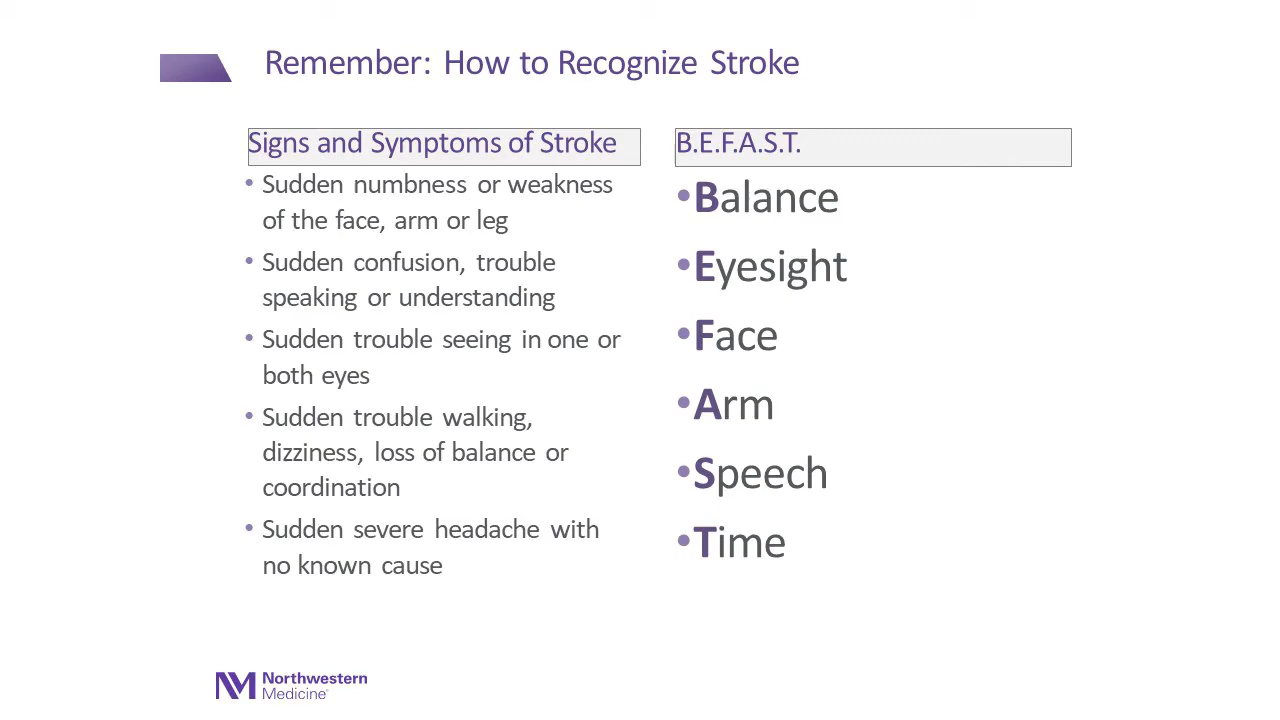 Remember: How to Recognize Stroke
Signs and Symptoms of Stroke
• Sudden numbness or weakness
of the face, arm or leg
• Sudden confusion, trouble
speaking or understanding
• Sudden trouble seeing in one or
both eyes
• Sudden trouble walking,
dizziness, loss of balance or
coordination
• Sudden severe headache with
no known cause
B.E.F.A.S.T.
•Balance
•Eyesight
•Face
•Arm
•Speech
•Time
NM Northwestern
Medicine